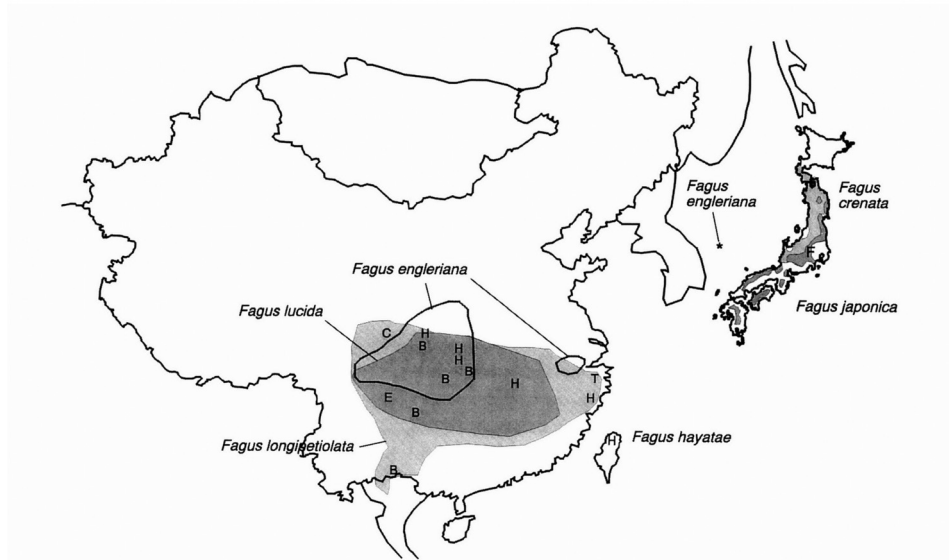 Fagus
engleriana
*
Fagus
crenata
F
Fagus japonica
Fagus engleriana
Fagus lucida
C
H
B
H
H
B
B
H
T
E
H
B
Fagus longipetiolata
B
H
Fagus hayatae